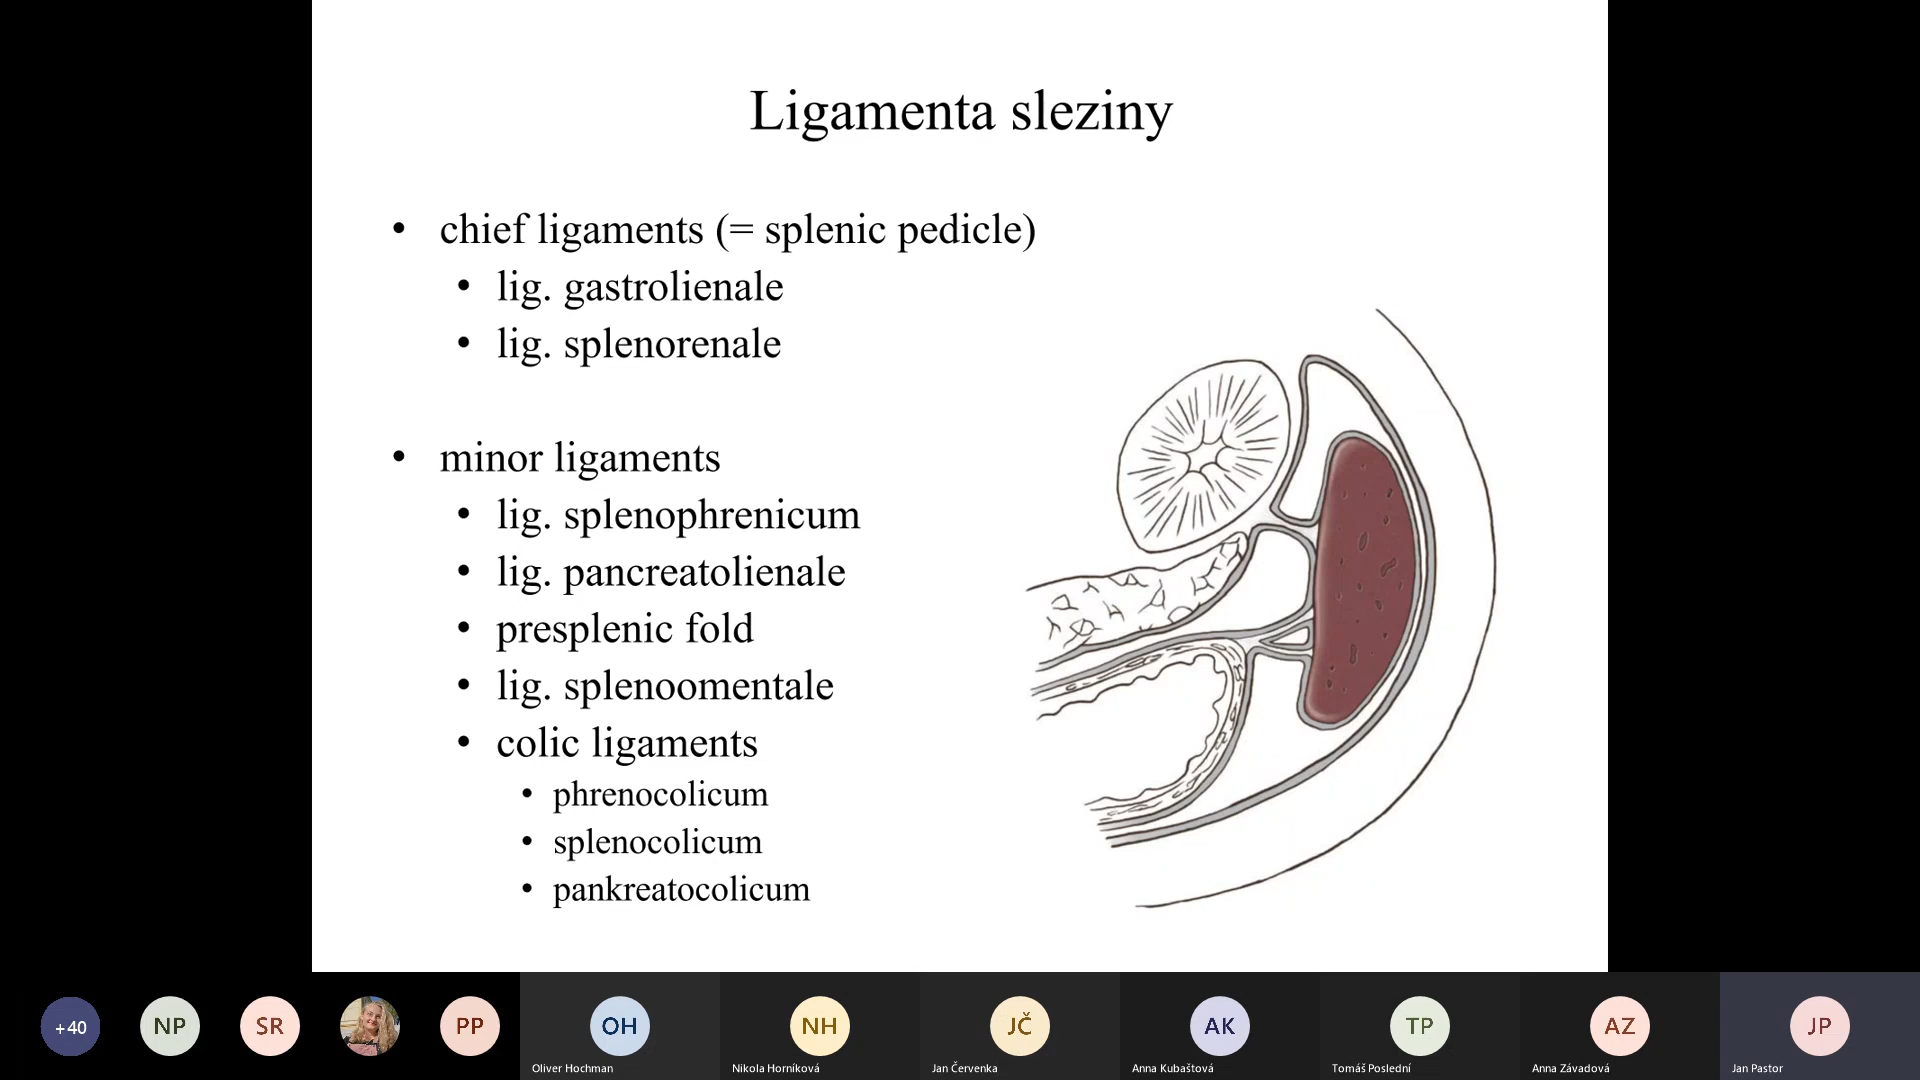 Ligamenta sleziny
• chief ligaments (= splenic pedicle)
• lig. gastrolienale
• lig. splenorenale
• minor ligaments
• lig. splenophrenicum
• lig. pancreatolienale
• presplenic fold
• lig. splenoomentale
• colic ligaments
• phrenocolicum
• splenocolicum
• pankreatocolicum
+40 NP SR PP OH NH JČ AK TP AZ JP
Oliver Hochman Nikola Horníková Jan Červenka Anna Kubaštová Tomáš Poslední Anna Závadová Jan Pastor